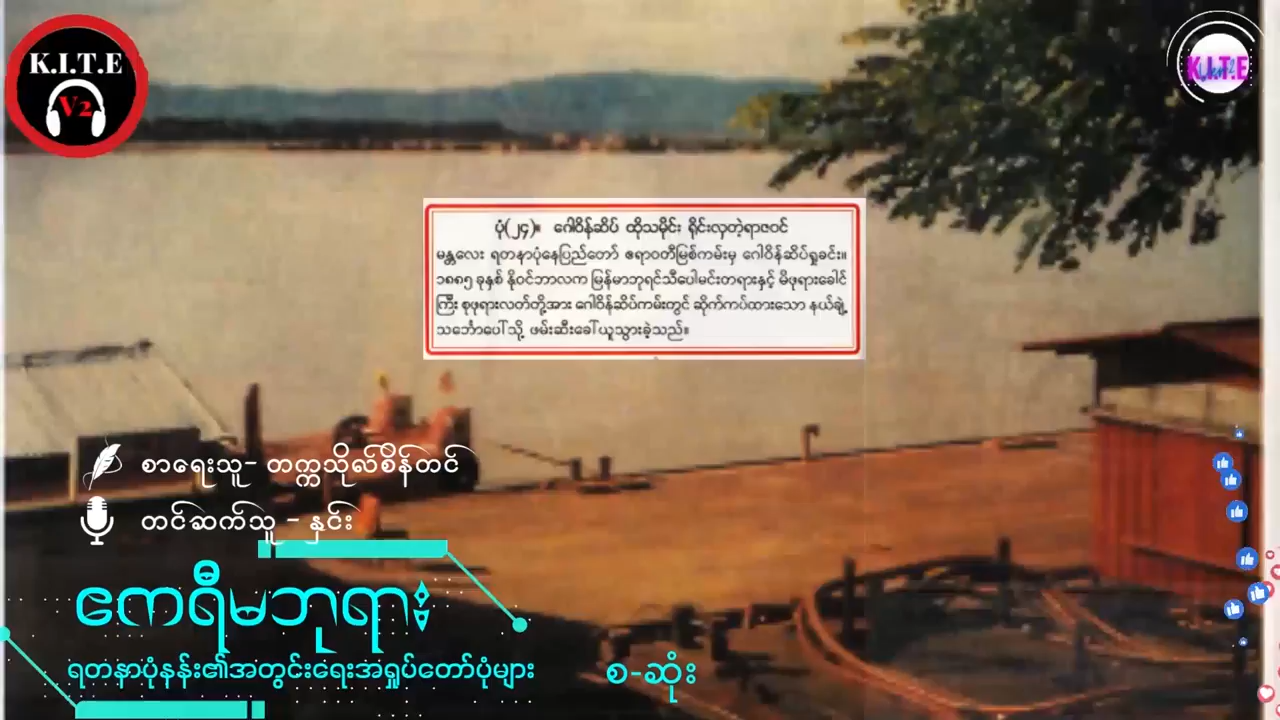 K.I.T.E
V2
K.I.T.E
ပုံ(၂၄)။ ဂေါဝိန်ဆိပ် ထိုသမိုင်း ရိုင်းလှတဲ့ရာဇဝင်
မန္တလေး ရတနာပုံနေပြည်တော် ဧရာဝတီမြစ်ကမ်းမှ ဂေါဝိန်ဆိပ်ရှုခင်း။
၁၈၈၅ ခုနှစ် နိုဝင်ဘာလက မြန်မာဘုရင်သီပေါမင်းတရားနှင့် မိဖုရားခေါင်
ကြီး စုဖုရားလတ်တို့အား ဂေါဝိန်ဆိပ်ကမ်းတွင် ဆိုက်ကပ်ထားသော နယ်ချဲ့
သင်္ဘောပေါ်သို့ ဖမ်းဆီးခေါ်ယူသွားခဲ့သည်။
စာရေးသူ- တက္ကသိုလ်စိန်တင်
တင်ဆက်သူ - နှင်း
ဧကရီမဘုရား
ရတနာပုံနန်း၏အတွင်းရေးအရှုပ်တော်ပုံများ
စ-ဆုံး